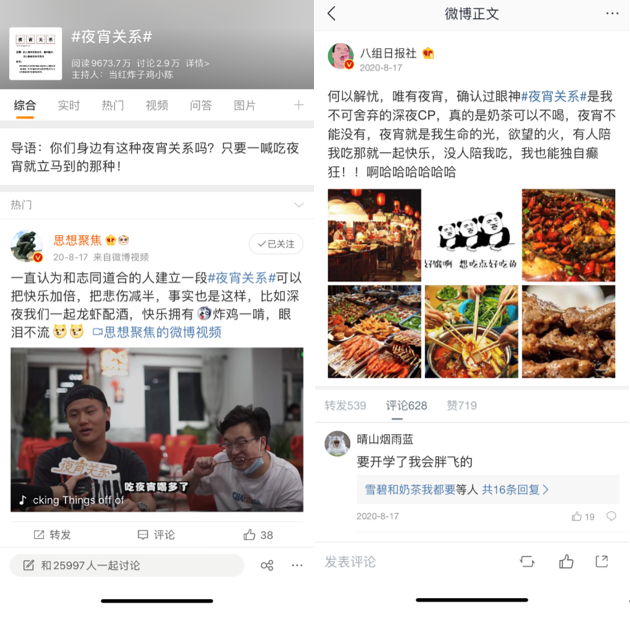 #夜宵关系#
阅读9673.7万 讨论2.9万 详情>
主持人：当红炸子鸡小陈
综合 实时 热门 视频 问答 图片
导语：你们身边有这种夜宵关系吗？只要一喊吃夜
宵就立马到的那种！
热门
思想聚焦
20-8-17 来自微博视频
已关注
一直认为和志同道合的人建立一段#夜宵关系#可以
把快乐加倍，把悲伤减半，事实也是这样，比如深
夜我们一起龙虾配酒，快乐拥有 炸鸡一啃，眼
泪不流 思想聚焦的微博视频
夜宵关系
吃夜宵嘴多了
cking Things off of
转发 评论 38
和25997人一起讨论
微博正文
八组日报社
2020-8-17
何以解忧，唯有夜宵，确认过眼神#夜宵关系#是我
不可舍弃的深夜CP，真的是奶茶可以不喝，夜宵不
能没有，夜宵就是我生命的光，欲望的火，有人陪
我吃那就一起快乐，没人陪我吃，我也能独自癫
狂！！啊哈哈哈哈哈哈
好饿啊 想吃点好吃的
转发539 评论628 赞719
晴山烟雨蓝
要开学了我会胖飞的
雪碧和奶茶我都要等人 共16条回复>
2020-8-17
19
发表评论